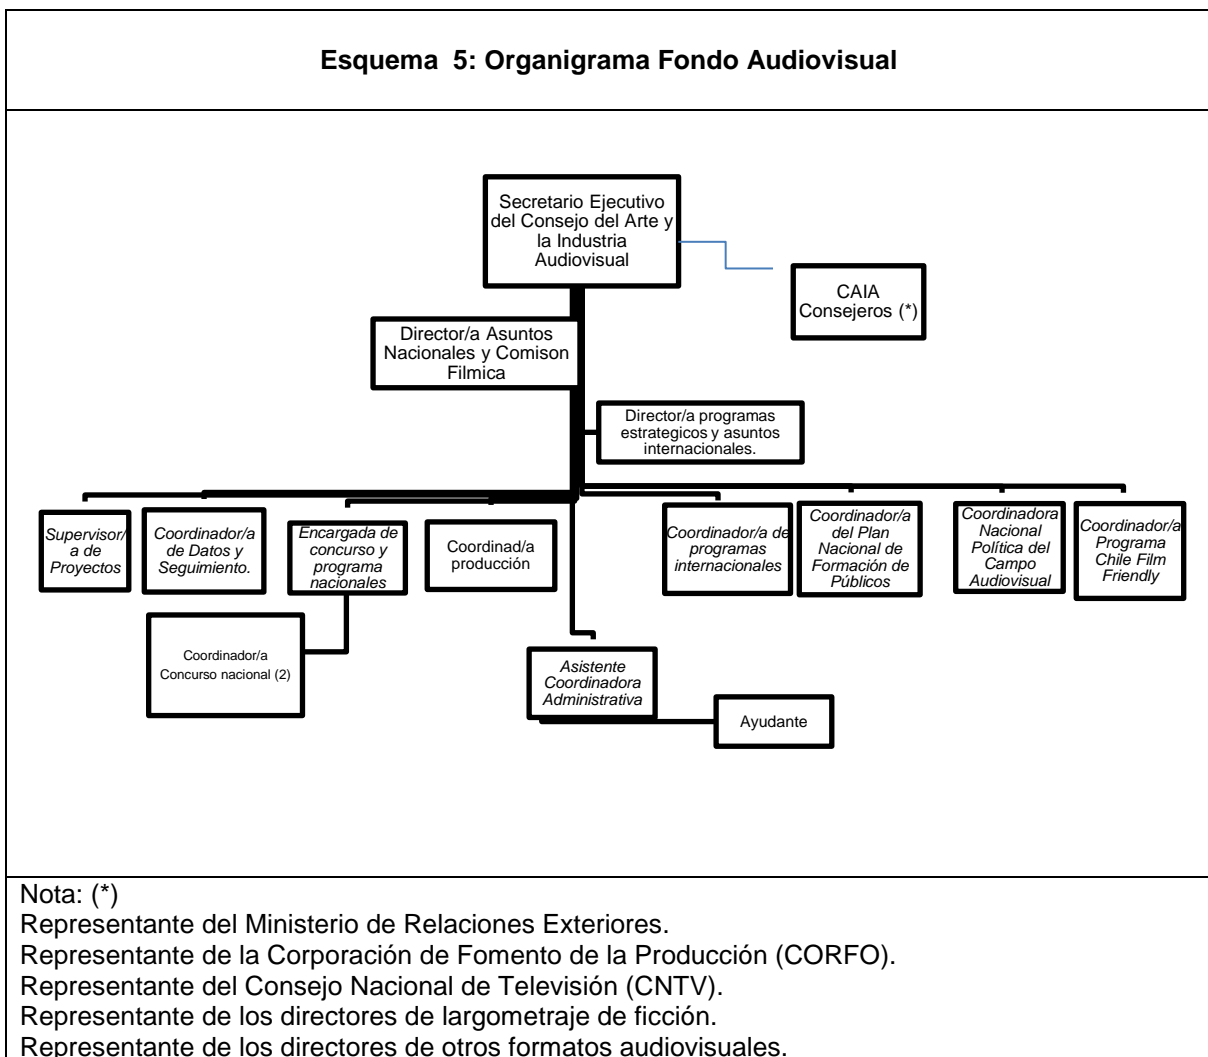 Esquema  5: Organigrama Fondo Audiovisual
Secretario Ejecutivo
del Consejo del Arte y
la Industria
Audiovisual
CAIA
Consejeros (*)
Director/a Asuntos
Nacionales y Comison
Filmica
Director/a programas
estrategicos y asuntos
internacionales.
Supervisor/
a de
Proyectos
Coordinador/a
de Datos y
Seguimiento.
Encargada de
concurso y
programa
nacionales
Coordinad/a
producción
Coordinador/a de
programas
internacionales
Coordinador/a
del Plan
Nacional de
Formación de
Públicos
Coordinadora
Nacional
Política del
Campo
Audiovisual
Coordinador/a
Programa
Chile Film
Friendly
Coordinador/a
Concurso nacional (2)
Asistente
Coordinadora
Administrativa
Ayudante
Nota: (*)
Representante del Ministerio de Relaciones Exteriores.
Representante de la Corporación de Fomento de la Producción (CORFO).
Representante del Consejo Nacional de Televisión (CNTV).
Representante de los directores de largometraje de ficción.
Representante de los directores de otros formatos audiovisuales.